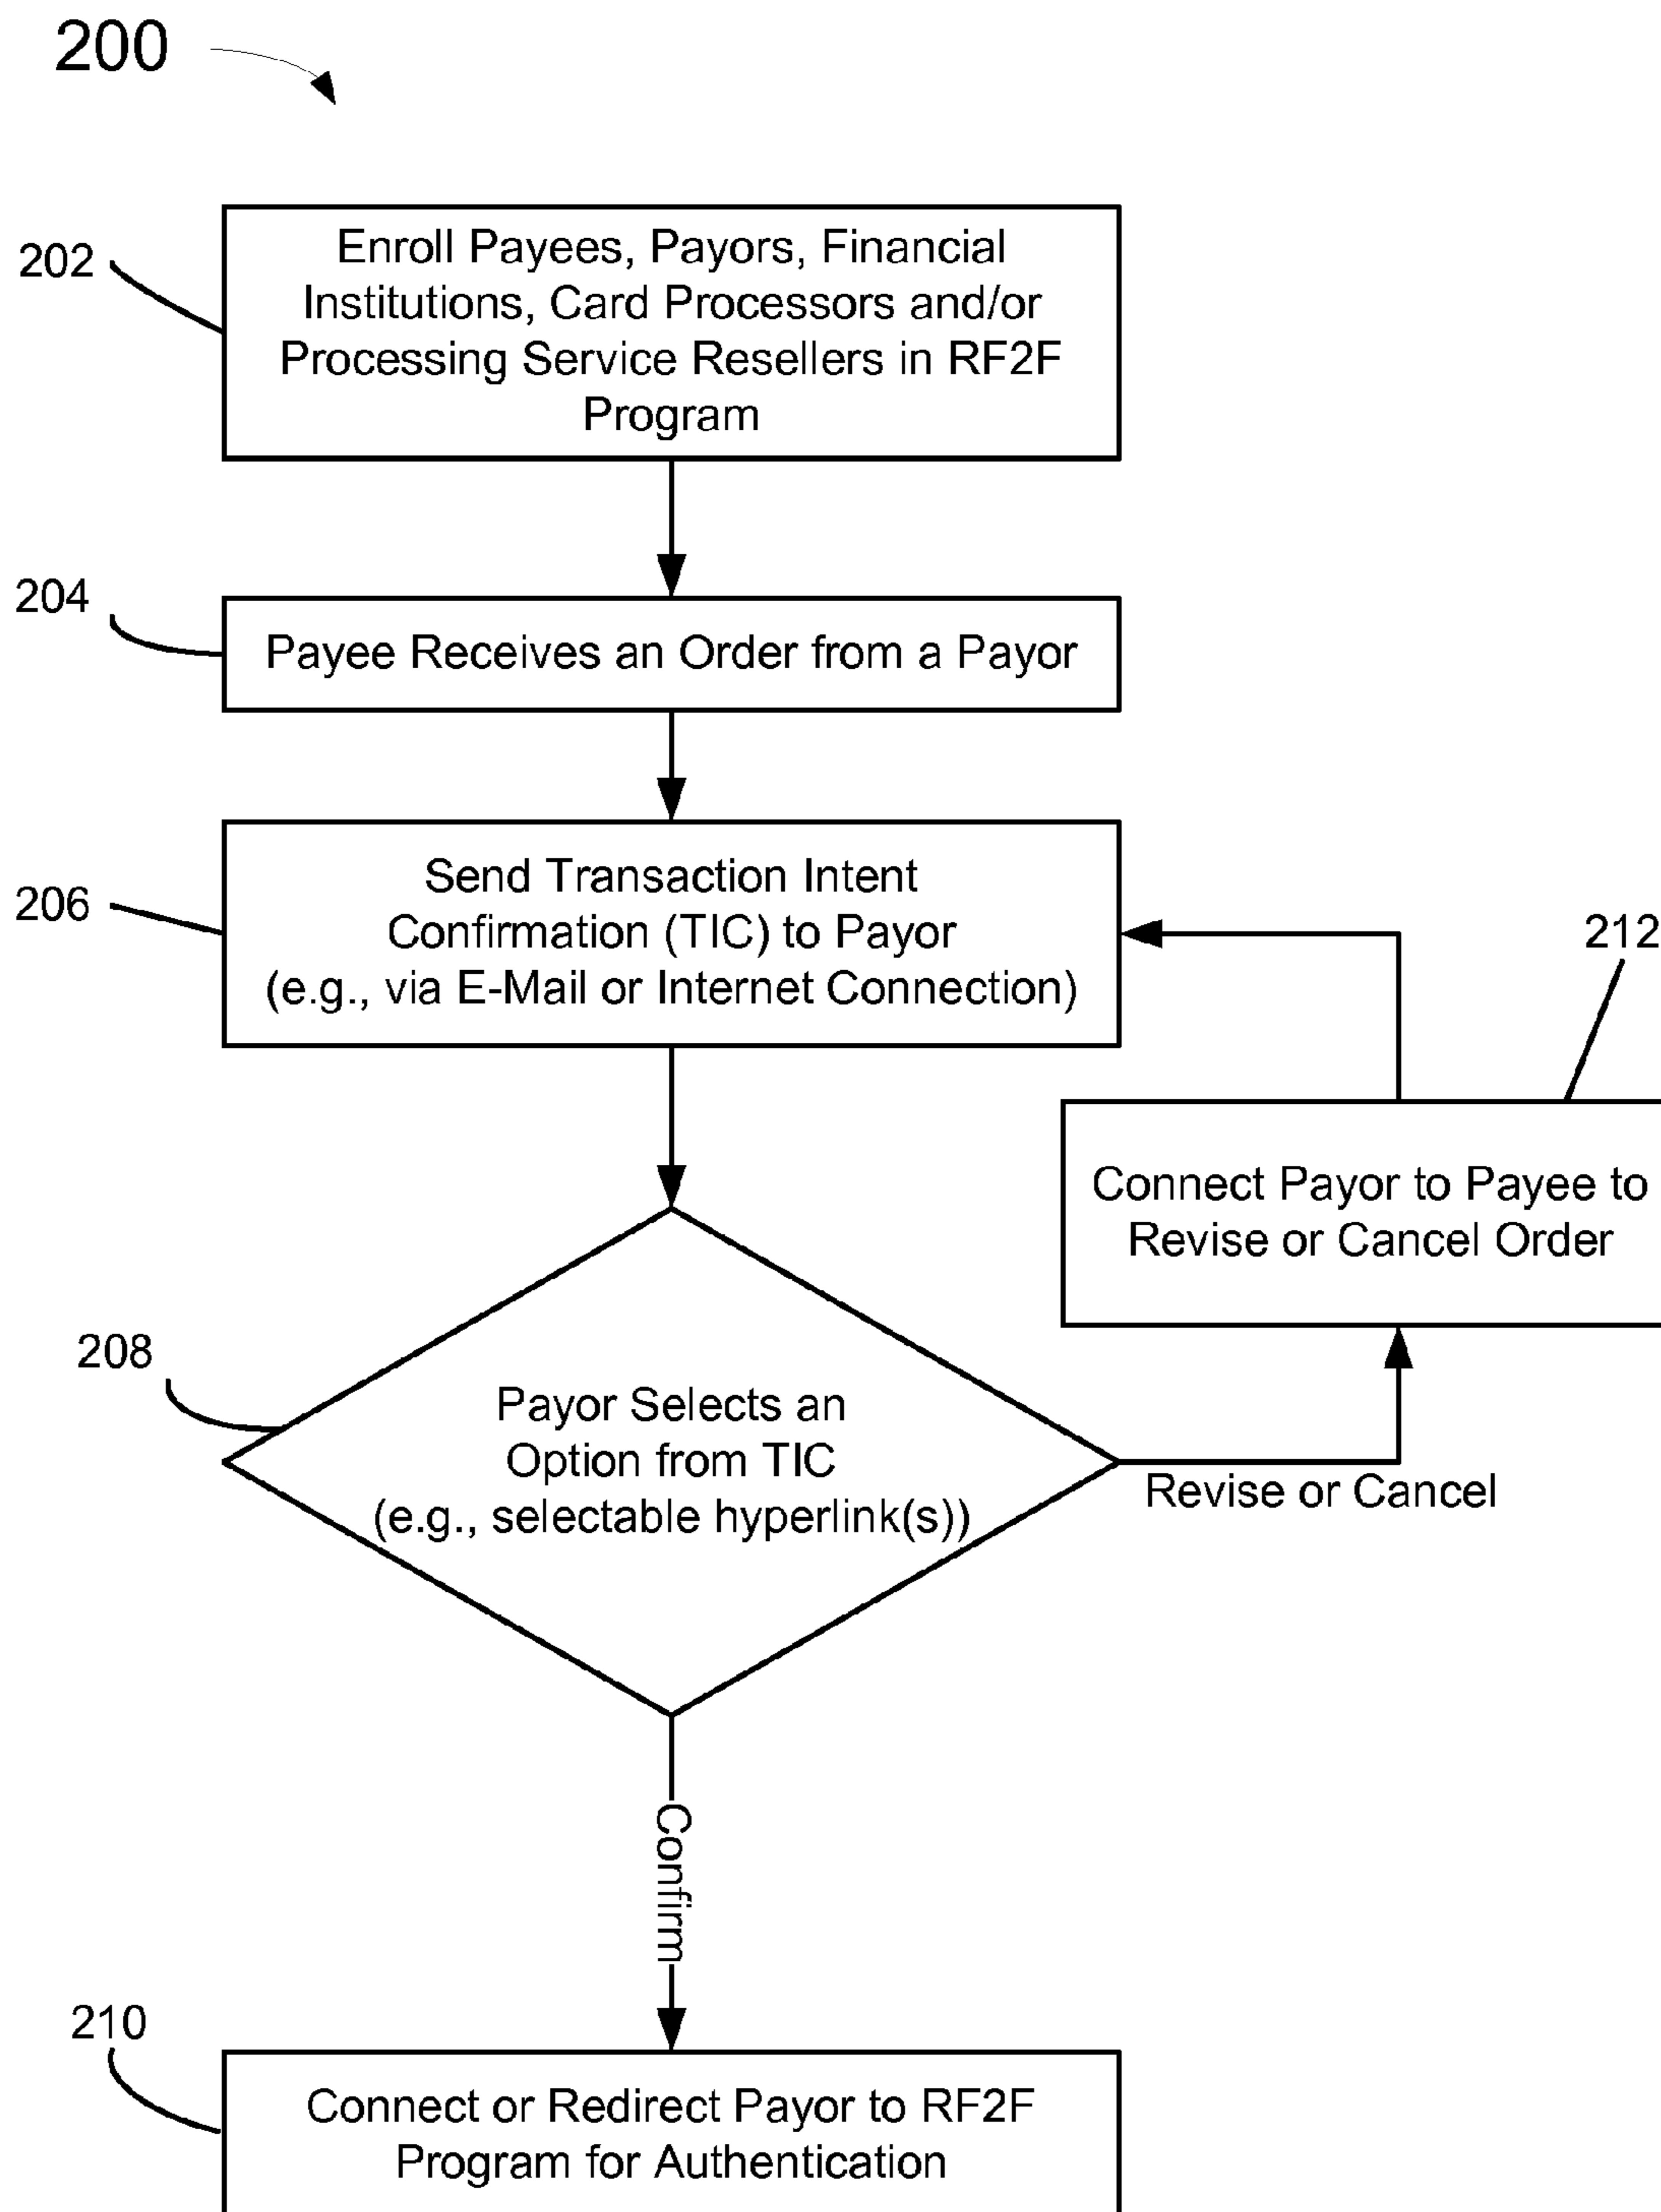 200
202
Enroll Payees, Payors, Financial
Institutions, Card Processors and/or
Processing Service Resellers in RF2F
Program
204
Payee Receives an Order from a Payor
206
Send Transaction Intent
Confirmation (TIC) to Payor
(e.g., via E-Mail or Internet Connection)
212
Connect Payor to Payee to
Revise or Cancel Order
208
Payor Selects an
Option from TIC
(e.g., selectable hyperlink(s))
Revise or Cancel
Confirm
210
Connect or Redirect Payor to RF2F
Program for Authentication